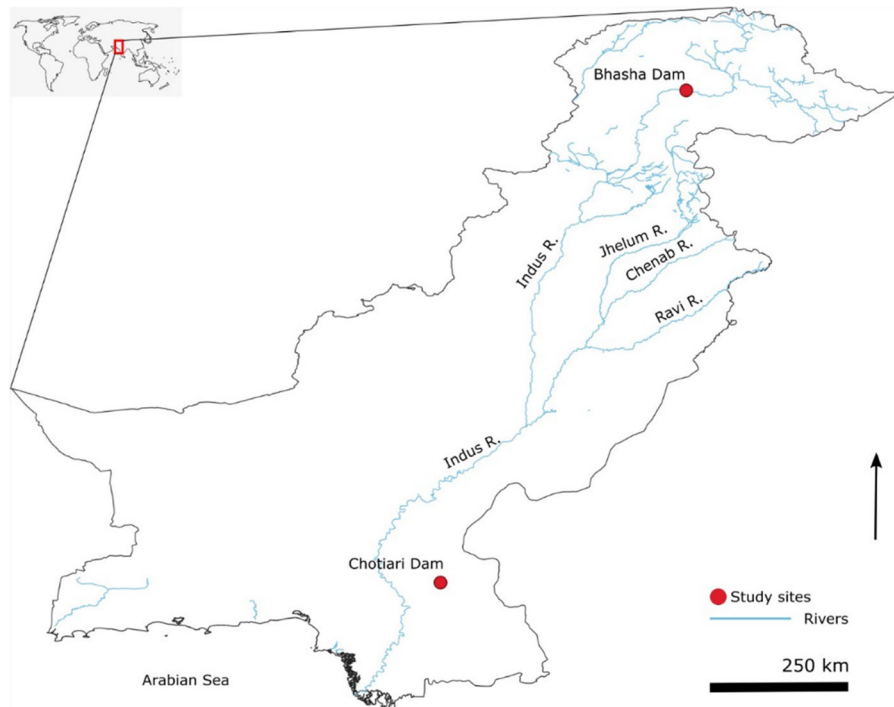 Bhasha Dam
Indus R.
Jhelum R.
Chenab R.
Ravi R.
Indus R.
Chotiari Dam
Arabian Sea
Study sites
Rivers
250 km